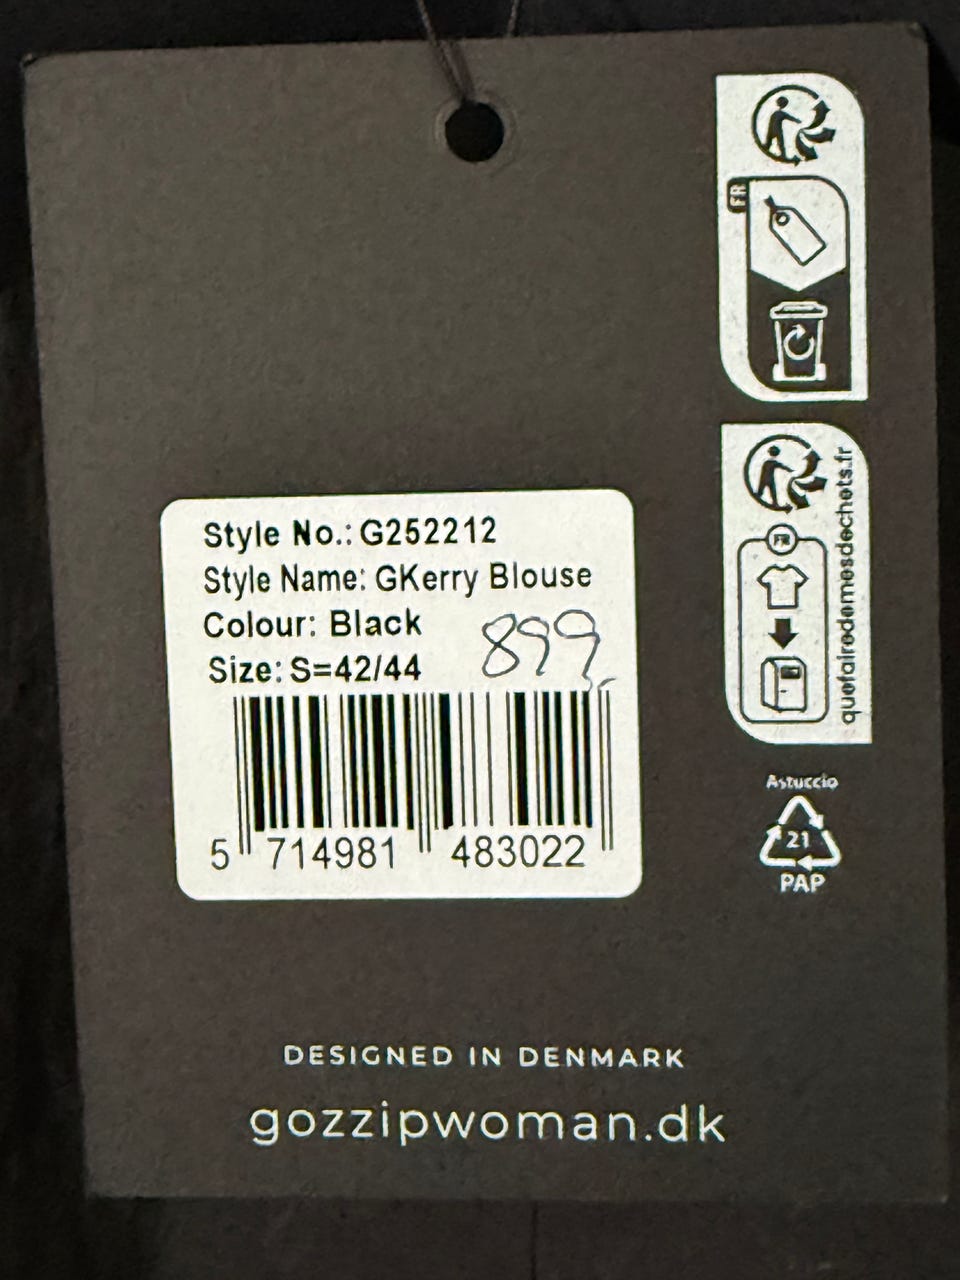 Style No.: G252212
Style Name: GKerry Blouse
Colour: Black
Size: S=42/44
899,-
5 714981 483022
FR
FR
quefairedemesdechets.fr
Astuccio
21
PAP
DESIGNED IN DENMARK
gozzipwoman.dk